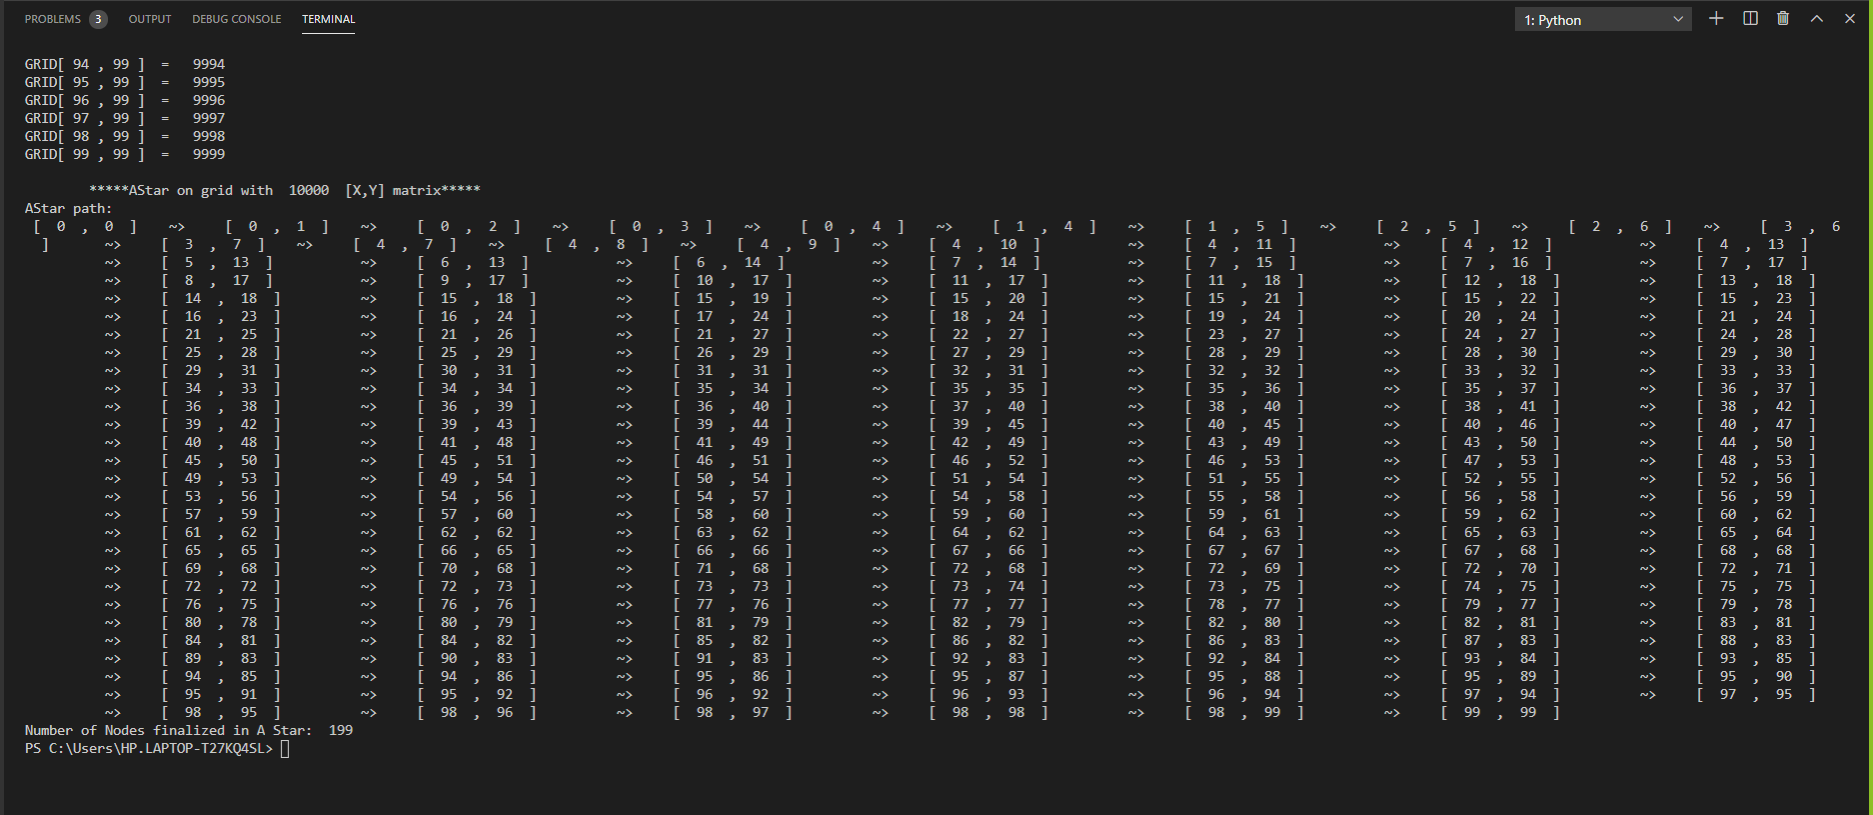 PROBLEMS 3 OUTPUT DEBUG CONSOLE TERMINAL 1: Python
GRID[ 94 , 99 ] = 9994
GRID[ 95 , 99 ] = 9995
GRID[ 96 , 99 ] = 9996
GRID[ 97 , 99 ] = 9997
GRID[ 98 , 99 ] = 9998
GRID[ 99 , 99 ] = 9999
*****AStar on grid with 10000 [X,Y] matrix*****
AStar path:
[ 0 , 0 ] ~> [ 0 , 1 ] ~> [ 0 , 2 ] ~> [ 0 , 3 ] ~> [ 0 , 4 ] ~> [ 1 , 4 ] ~> [ 1 , 5 ] ~> [ 2 , 5 ] ~> [ 2 , 6 ] ~> [ 3 , 6
] ~> [ 3 , 7 ] ~> [ 4 , 7 ] ~> [ 4 , 8 ] ~> [ 4 , 9 ] ~> [ 4 , 10 ] ~> [ 4 , 11 ] ~> [ 4 , 12 ] ~> [ 4 , 13 ]
~> [ 5 , 13 ] ~> [ 6 , 13 ] ~> [ 6 , 14 ] ~> [ 7 , 14 ] ~> [ 7 , 15 ] ~> [ 7 , 16 ] ~> [ 7 , 17 ]
~> [ 8 , 17 ] ~> [ 9 , 17 ] ~> [ 10 , 17 ] ~> [ 11 , 17 ] ~> [ 11 , 18 ] ~> [ 12 , 18 ] ~> [ 13 , 18 ]
~> [ 14 , 18 ] ~> [ 15 , 18 ] ~> [ 15 , 19 ] ~> [ 15 , 20 ] ~> [ 15 , 21 ] ~> [ 15 , 22 ] ~> [ 15 , 23 ]
~> [ 16 , 23 ] ~> [ 16 , 24 ] ~> [ 17 , 24 ] ~> [ 18 , 24 ] ~> [ 19 , 24 ] ~> [ 20 , 24 ] ~> [ 21 , 24 ]
~> [ 21 , 25 ] ~> [ 21 , 26 ] ~> [ 21 , 27 ] ~> [ 22 , 27 ] ~> [ 23 , 27 ] ~> [ 24 , 27 ] ~> [ 24 , 28 ]
~> [ 25 , 28 ] ~> [ 25 , 29 ] ~> [ 26 , 29 ] ~> [ 27 , 29 ] ~> [ 28 , 29 ] ~> [ 28 , 30 ] ~> [ 29 , 30 ]
~> [ 29 , 31 ] ~> [ 30 , 31 ] ~> [ 31 , 31 ] ~> [ 32 , 31 ] ~> [ 32 , 32 ] ~> [ 33 , 32 ] ~> [ 33 , 33 ]
~> [ 34 , 33 ] ~> [ 34 , 34 ] ~> [ 35 , 34 ] ~> [ 35 , 35 ] ~> [ 35 , 36 ] ~> [ 35 , 37 ] ~> [ 36 , 37 ]
~> [ 36 , 38 ] ~> [ 36 , 39 ] ~> [ 36 , 40 ] ~> [ 37 , 40 ] ~> [ 38 , 40 ] ~> [ 38 , 41 ] ~> [ 38 , 42 ]
~> [ 39 , 42 ] ~> [ 39 , 43 ] ~> [ 39 , 44 ] ~> [ 39 , 45 ] ~> [ 40 , 45 ] ~> [ 40 , 46 ] ~> [ 40 , 47 ]
~> [ 40 , 48 ] ~> [ 41 , 48 ] ~> [ 41 , 49 ] ~> [ 42 , 49 ] ~> [ 43 , 49 ] ~> [ 43 , 50 ] ~> [ 44 , 50 ]
~> [ 45 , 50 ] ~> [ 45 , 51 ] ~> [ 46 , 51 ] ~> [ 46 , 52 ] ~> [ 46 , 53 ] ~> [ 47 , 53 ] ~> [ 48 , 53 ]
~> [ 49 , 53 ] ~> [ 49 , 54 ] ~> [ 50 , 54 ] ~> [ 51 , 54 ] ~> [ 51 , 55 ] ~> [ 52 , 55 ] ~> [ 52 , 56 ]
~> [ 53 , 56 ] ~> [ 54 , 56 ] ~> [ 54 , 57 ] ~> [ 54 , 58 ] ~> [ 55 , 58 ] ~> [ 56 , 58 ] ~> [ 56 , 59 ]
~> [ 57 , 59 ] ~> [ 57 , 60 ] ~> [ 58 , 60 ] ~> [ 59 , 60 ] ~> [ 59 , 61 ] ~> [ 59 , 62 ] ~> [ 60 , 62 ]
~> [ 61 , 62 ] ~> [ 62 , 62 ] ~> [ 63 , 62 ] ~> [ 64 , 62 ] ~> [ 64 , 63 ] ~> [ 65 , 63 ] ~> [ 65 , 64 ]
~> [ 65 , 65 ] ~> [ 66 , 65 ] ~> [ 66 , 66 ] ~> [ 67 , 66 ] ~> [ 67 , 67 ] ~> [ 67 , 68 ] ~> [ 68 , 68 ]
~> [ 69 , 68 ] ~> [ 70 , 68 ] ~> [ 71 , 68 ] ~> [ 72 , 68 ] ~> [ 72 , 69 ] ~> [ 72 , 70 ] ~> [ 72 , 71 ]
~> [ 72 , 72 ] ~> [ 72 , 73 ] ~> [ 73 , 73 ] ~> [ 73 , 74 ] ~> [ 73 , 75 ] ~> [ 74 , 75 ] ~> [ 75 , 75 ]
~> [ 76 , 75 ] ~> [ 76 , 76 ] ~> [ 77 , 76 ] ~> [ 77 , 77 ] ~> [ 78 , 77 ] ~> [ 79 , 77 ] ~> [ 79 , 78 ]
~> [ 80 , 78 ] ~> [ 80 , 79 ] ~> [ 81 , 79 ] ~> [ 82 , 79 ] ~> [ 82 , 80 ] ~> [ 82 , 81 ] ~> [ 83 , 81 ]
~> [ 84 , 81 ] ~> [ 84 , 82 ] ~> [ 85 , 82 ] ~> [ 86 , 82 ] ~> [ 86 , 83 ] ~> [ 87 , 83 ] ~> [ 88 , 83 ]
~> [ 89 , 83 ] ~> [ 90 , 83 ] ~> [ 91 , 83 ] ~> [ 92 , 83 ] ~> [ 92 , 84 ] ~> [ 93 , 84 ] ~> [ 93 , 85 ]
~> [ 94 , 85 ] ~> [ 94 , 86 ] ~> [ 95 , 86 ] ~> [ 95 , 87 ] ~> [ 95 , 88 ] ~> [ 95 , 89 ] ~> [ 95 , 90 ]
~> [ 95 , 91 ] ~> [ 95 , 92 ] ~> [ 96 , 92 ] ~> [ 96 , 93 ] ~> [ 96 , 94 ] ~> [ 97 , 94 ] ~> [ 97 , 95 ]
~> [ 98 , 95 ] ~> [ 98 , 96 ] ~> [ 98 , 97 ] ~> [ 98 , 98 ] ~> [ 98 , 99 ] ~> [ 99 , 99 ]
Number of Nodes finalized in A Star: 199
PS C:\Users\HP.LAPTOP-T27KQ4SL>